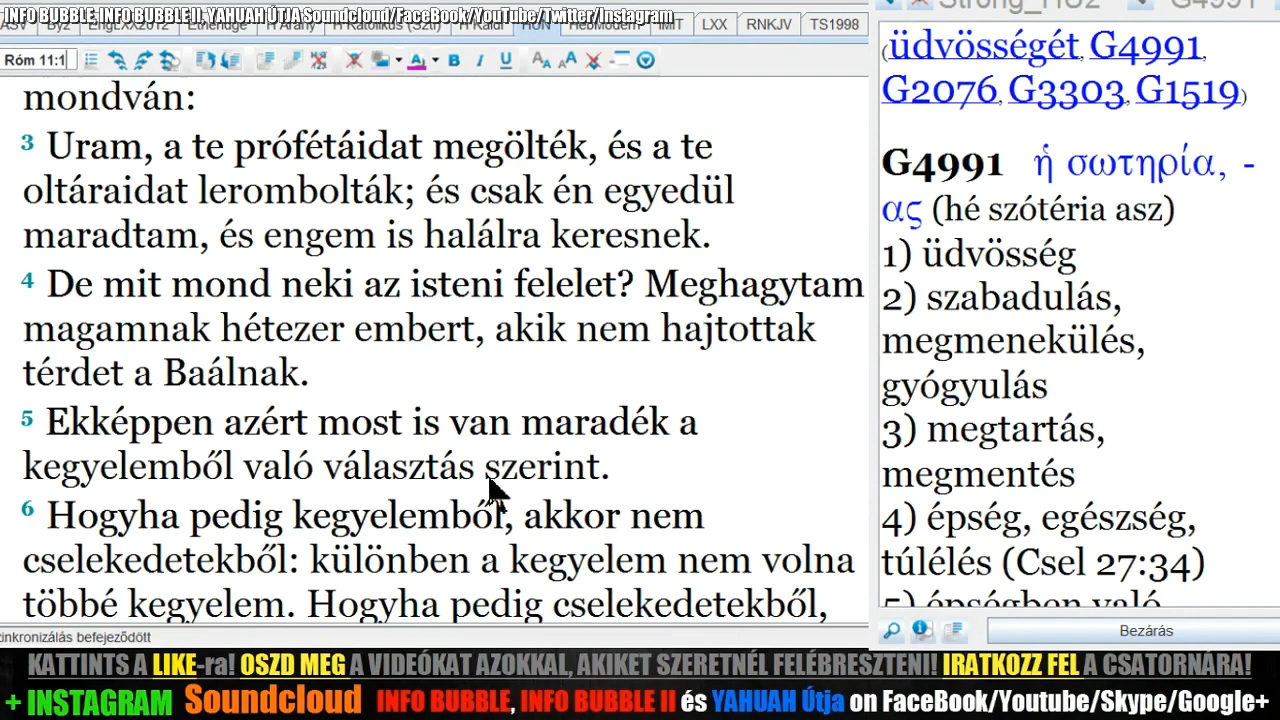 INFO BUBBLE, INFO BUBBLE II, YAHUAH ÚTJA Soundcloud/FaceBook/YouTube/Twitter/Instagram
LXX RNKJV TS1998
Róm 11:1
mondván:
3 Uram, a te prófétáidat megölték, és a te
oltáraidat lerombolták; és csak én egyedül
maradtam, és engem is halálra keresnek.
4 De mit mond neki az isteni felelet? Meghagytam
magamnak hétezer embert, akik nem hajtottak
térdet a Baálnak.
5 Ekképpen azért most is van maradék a
kegyelemből való választás szerint.
6 Hogyha pedig kegyelemből, akkor nem
cselekedetekből: különben a kegyelem nem volna
többé kegyelem. Hogyha pedig cselekedetekből,
zinkronizálás befejeződött
Strong_HU2 G4991
(üdvösségét, G4991,
G2076, G3303, G1519)
G4991 ἡ σωτηρία, -
ας (hé szótéria asz)
1) üdvösség
2) szabadulás,
megmenekülés,
gyógyulás
3) megtartás,
megmentés
4) épség, egészség,
túlélés (Csel 27:34)
5) épségben való
Bezárás
KATTINTS A LIKE-ra! OSZD MEG A VIDEÓKAT AZOKKAL, AKIKET SZERETNÉL FELÉBRESZTENI! IRATKOZZ FEL A CSATORNÁRA!
+ INSTAGRAM Soundcloud INFO BUBBLE, INFO BUBBLE II és YAHUAH Útja on FaceBook/Youtube/Skype/Google+